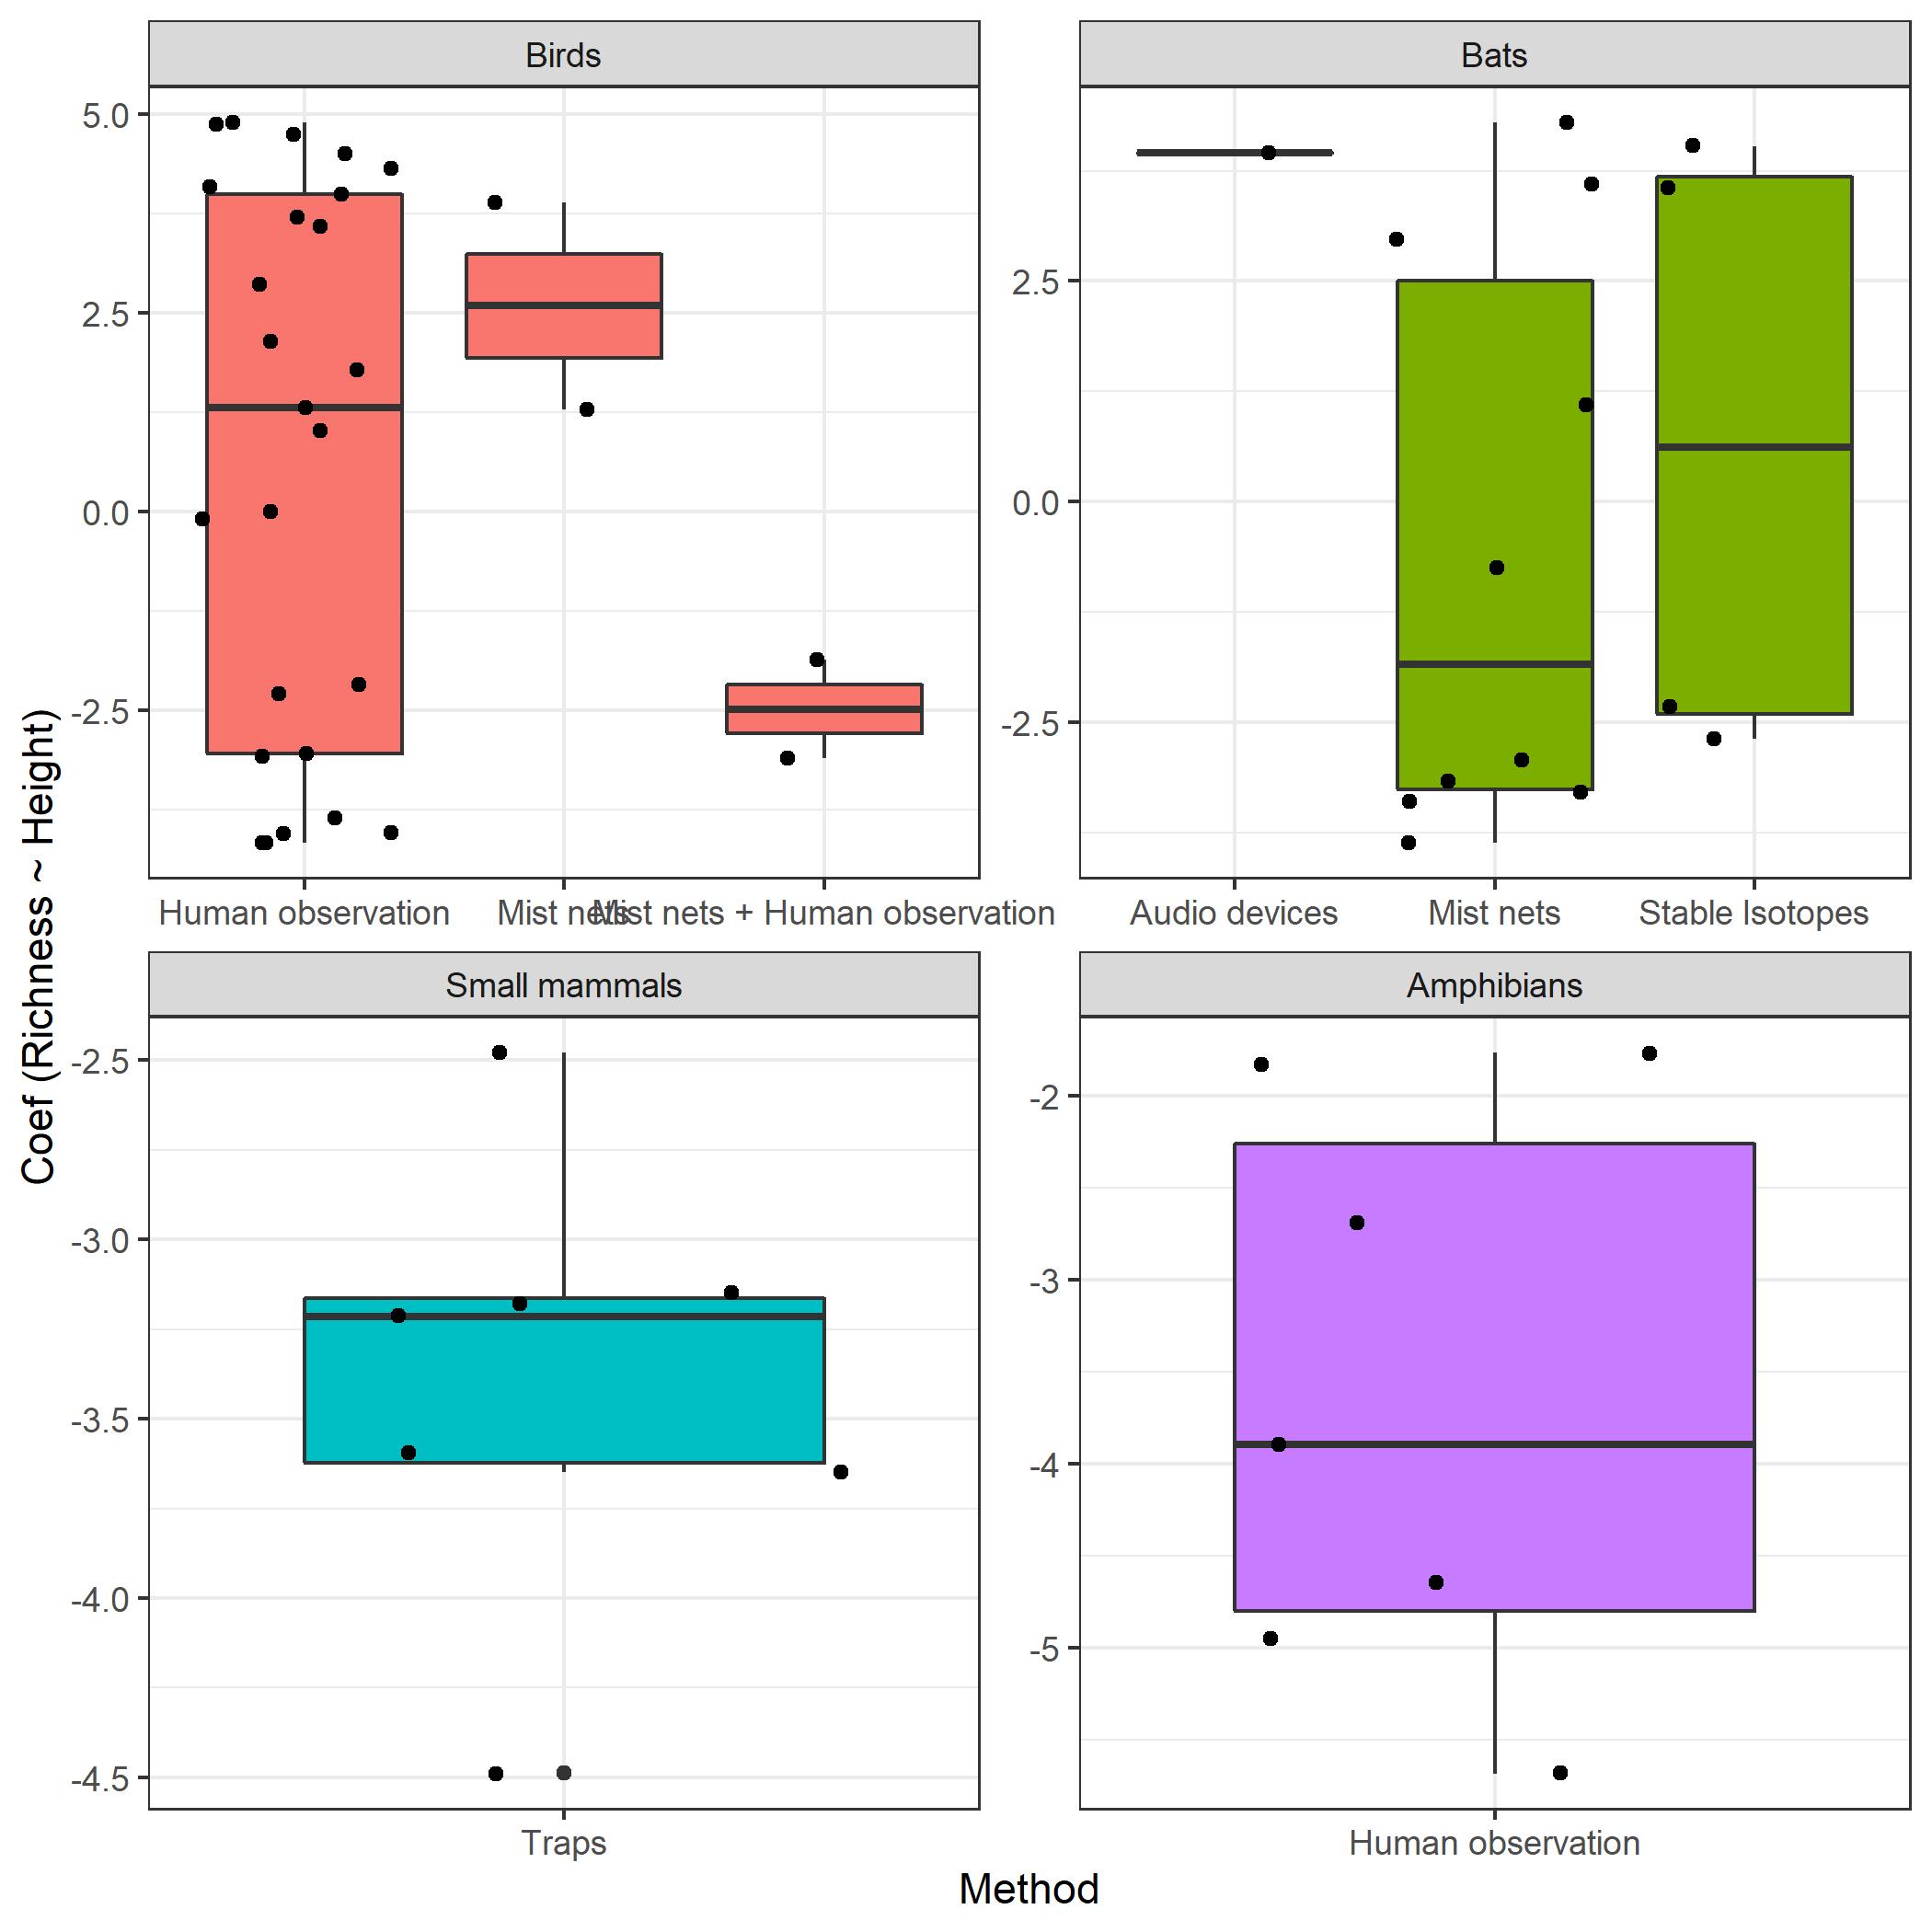 Birds
Bats
5.0
2.5
0.0
-2.5
2.5
0.0
-2.5
Human observation
Mist nets
Mist nets + Human observation
Audio devices
Mist nets
Stable Isotopes
Coef (Richness ~ Height)
Small mammals
Amphibians
-2.5
-3.0
-3.5
-4.0
-4.5
-2
-3
-4
-5
Traps
Human observation
Method